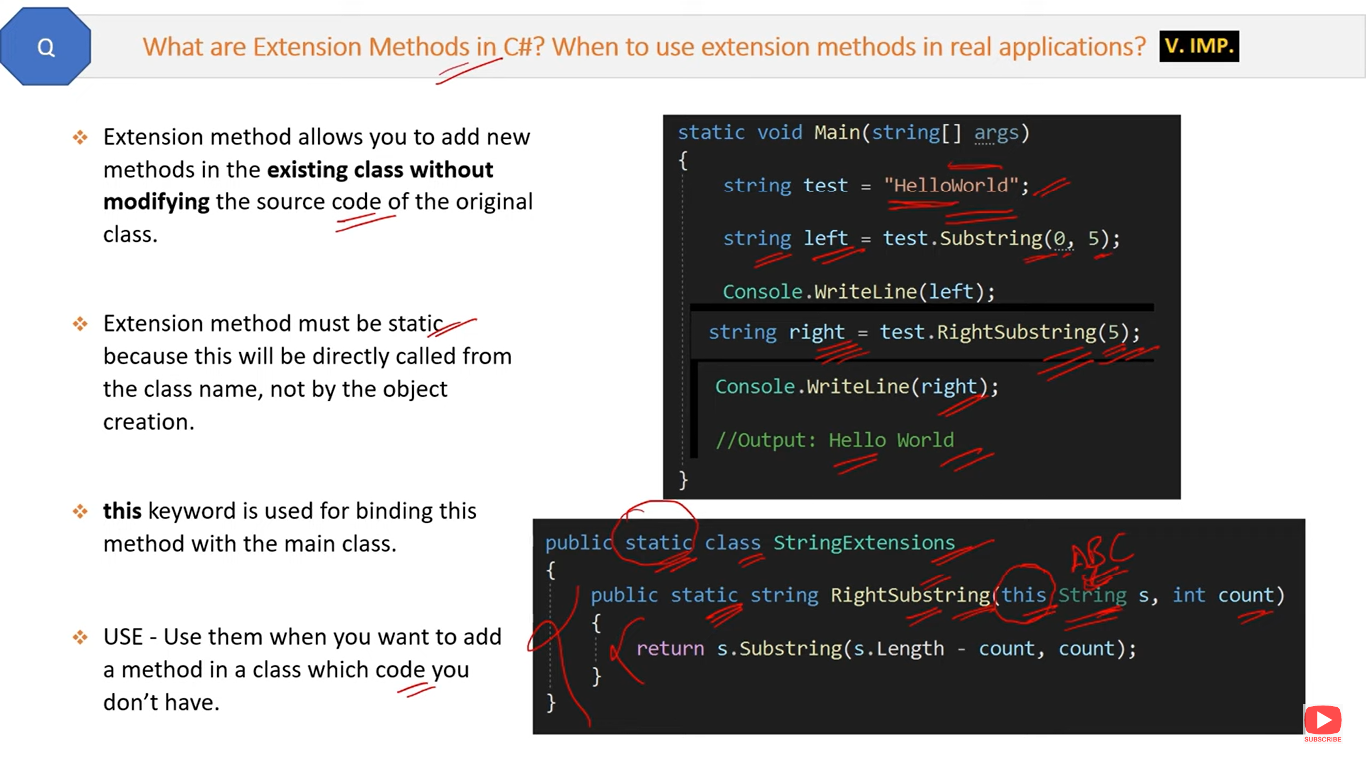 Q
What are Extension Methods in C#? When to use extension methods in real applications?
V. IMP.
Extension method allows you to add new
methods in the existing class without
modifying the source code of the original
class.
Extension method must be static
because this will be directly called from
the class name, not by the object
creation.
this keyword is used for binding this
method with the main class.
USE - Use them when you want to add
a method in a class which code you
don't have.
static void Main(string[] args)
{
string test = "HelloWorld";
string left = test.Substring(0, 5);
Console.WriteLine(left);
string right = test.RightSubstring(5);
Console.WriteLine(right);
//Output: Hello World
}
public static class StringExtensions
{
ABC
public static string RightSubstring(this String s, int count)
{
return s.Substring(s.Length - count, count);
}
}
SUBSCRIBE